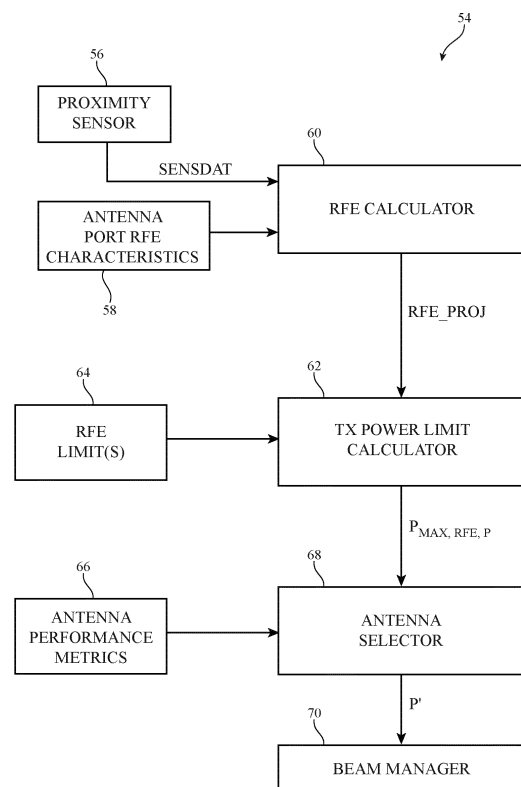 54
56
PROXIMITY
SENSOR
60
SENSDAT
RFE CALCULATOR
ANTENNA
PORT RFE
CHARACTERISTICS
58
RFE_PROJ
64
62
RFE
LIMIT(S)
TX POWER LIMIT
CALCULATOR
P MAX, RFE, P
66
68
ANTENNA
PERFORMANCE
METRICS
ANTENNA
SELECTOR
P'
70
BEAM MANAGER